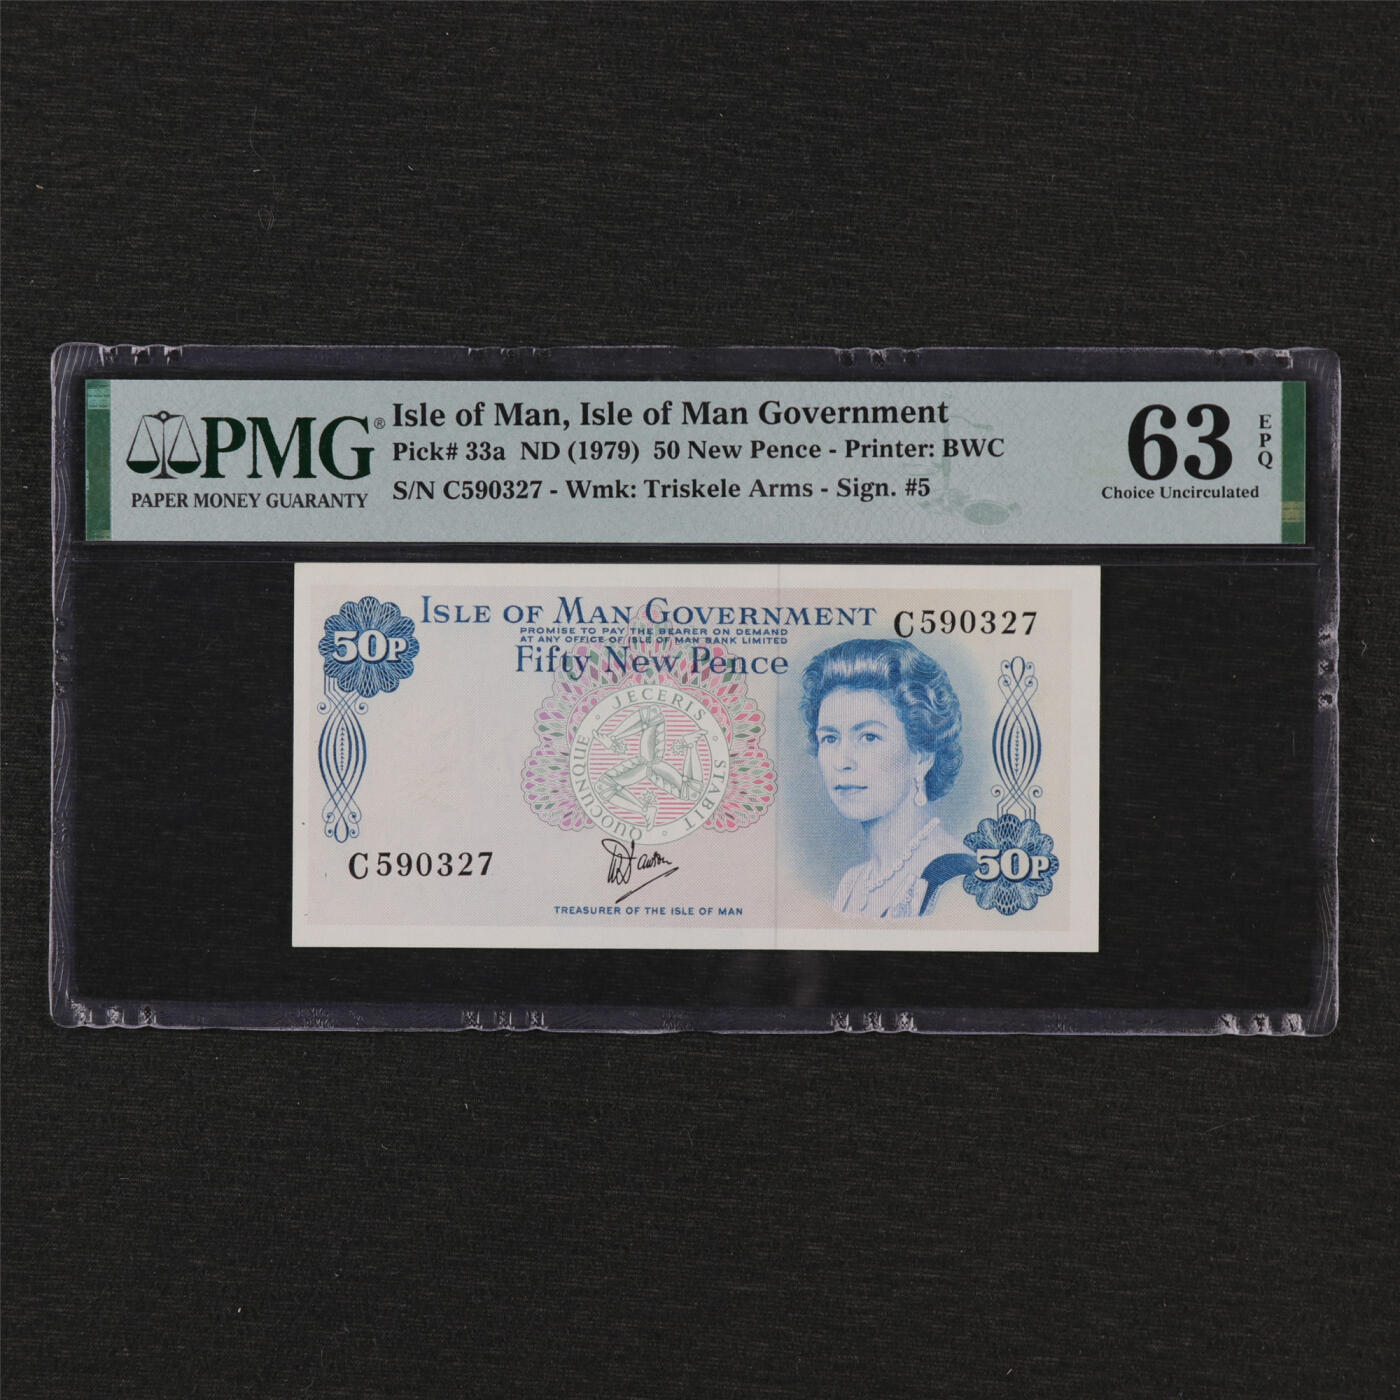 PMG®
PAPER MONEY GUARANTY
Isle of Man, Isle of Man Government
Pick# 33a ND (1979) 50 New Pence - Printer: BWC
S/N C590327 - Wmk: Triskele Arms - Sign. #5
63
EPQ
Choice Uncirculated
50P
ISLE OF MAN GOVERNMENT
PROMISE TO PAY THE BEARER ON DEMAND
AT ANY OFFICE OF ISLE OF MAN BANK LIMITED
Fifty New Pence
C590327
QUOCUNQUE · JECERIS · STABIT ·
C590327
TREASURER OF THE ISLE OF MAN
50P